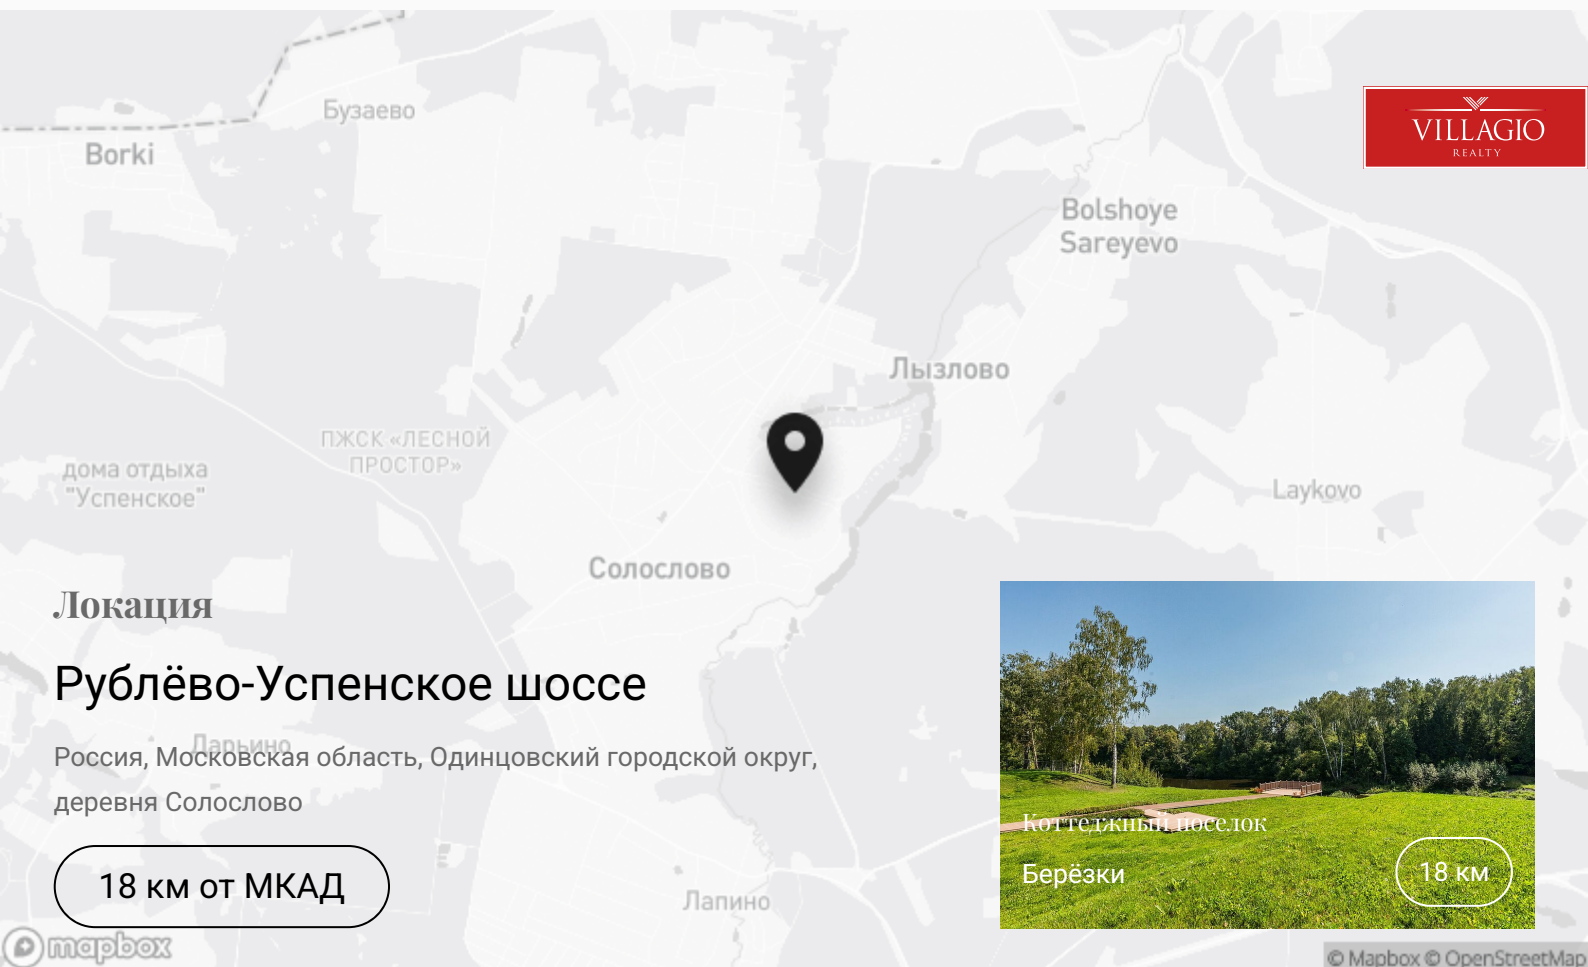 Бузаево
Borki
VILLAGIO
REALTY
Bolshoye
Sareyevo
Лызлово
ПЖСК «ЛЕСНОЙ
ПРОСТОР»
дома отдыха
"Успенское"
Laykovo
Солослово
Локация
Рублёво-Успенское шоссе
Дарьино
Россия, Московская область, Одинцовский городской округ,
деревня Солослово
18 км от МКАД
Коттеджный поселок
Берёзки
18 км
Лапино
mapbox
© Mapbox © OpenStreetMap